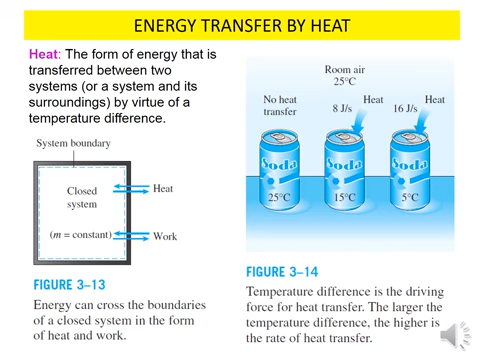 ENERGY TRANSFER BY HEAT
Heat: The form of energy that is
transferred between two
systems (or a system and its
surroundings) by virtue of a
temperature difference.
System boundary
Closed
system
(m = constant)
Heat
Work
FIGURE 3–13
Energy can cross the boundaries
of a closed system in the form
of heat and work.
Room air
25°C
No heat
transfer
8 J/s
Heat
16 J/s
Heat
Soda
Soda
Soda
25°C
15°C
5°C
FIGURE 3–14
Temperature difference is the driving
force for heat transfer. The larger the
temperature difference, the higher is
the rate of heat transfer.